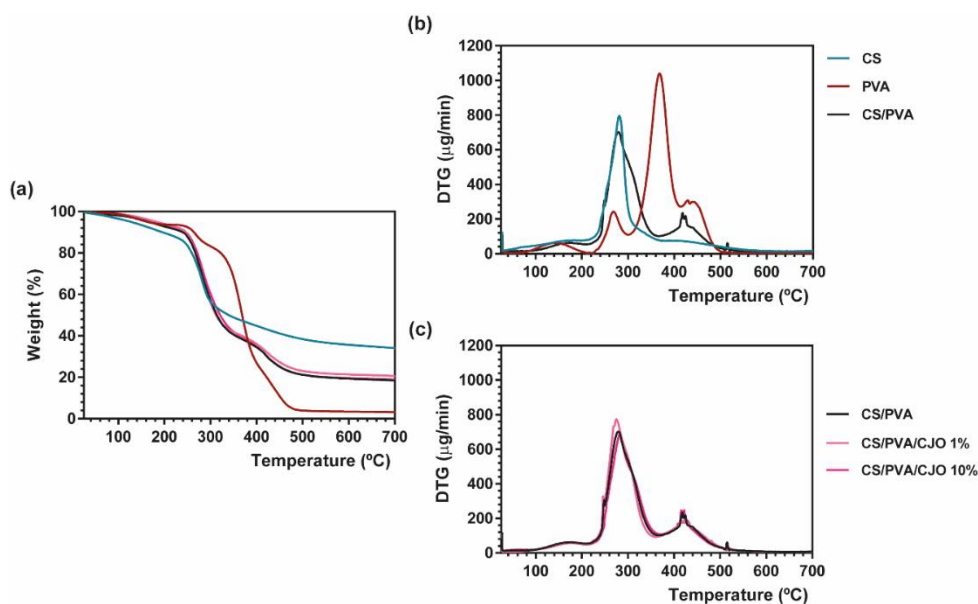 (a)
100
80
60
40
20
0
Weight (%)
100 200 300 400 500 600 700
Temperature (ºC)
(b)
1200
1000
800
600
400
200
0
DTG (µg/min)
100 200 300 400 500 600 700
Temperature (ºC)
CS
PVA
CS/PVA
(c)
1200
1000
800
600
400
200
0
DTG (µg/min)
100 200 300 400 500 600 700
Temperature (ºC)
CS/PVA
CS/PVA/CJO 1%
CS/PVA/CJO 10%